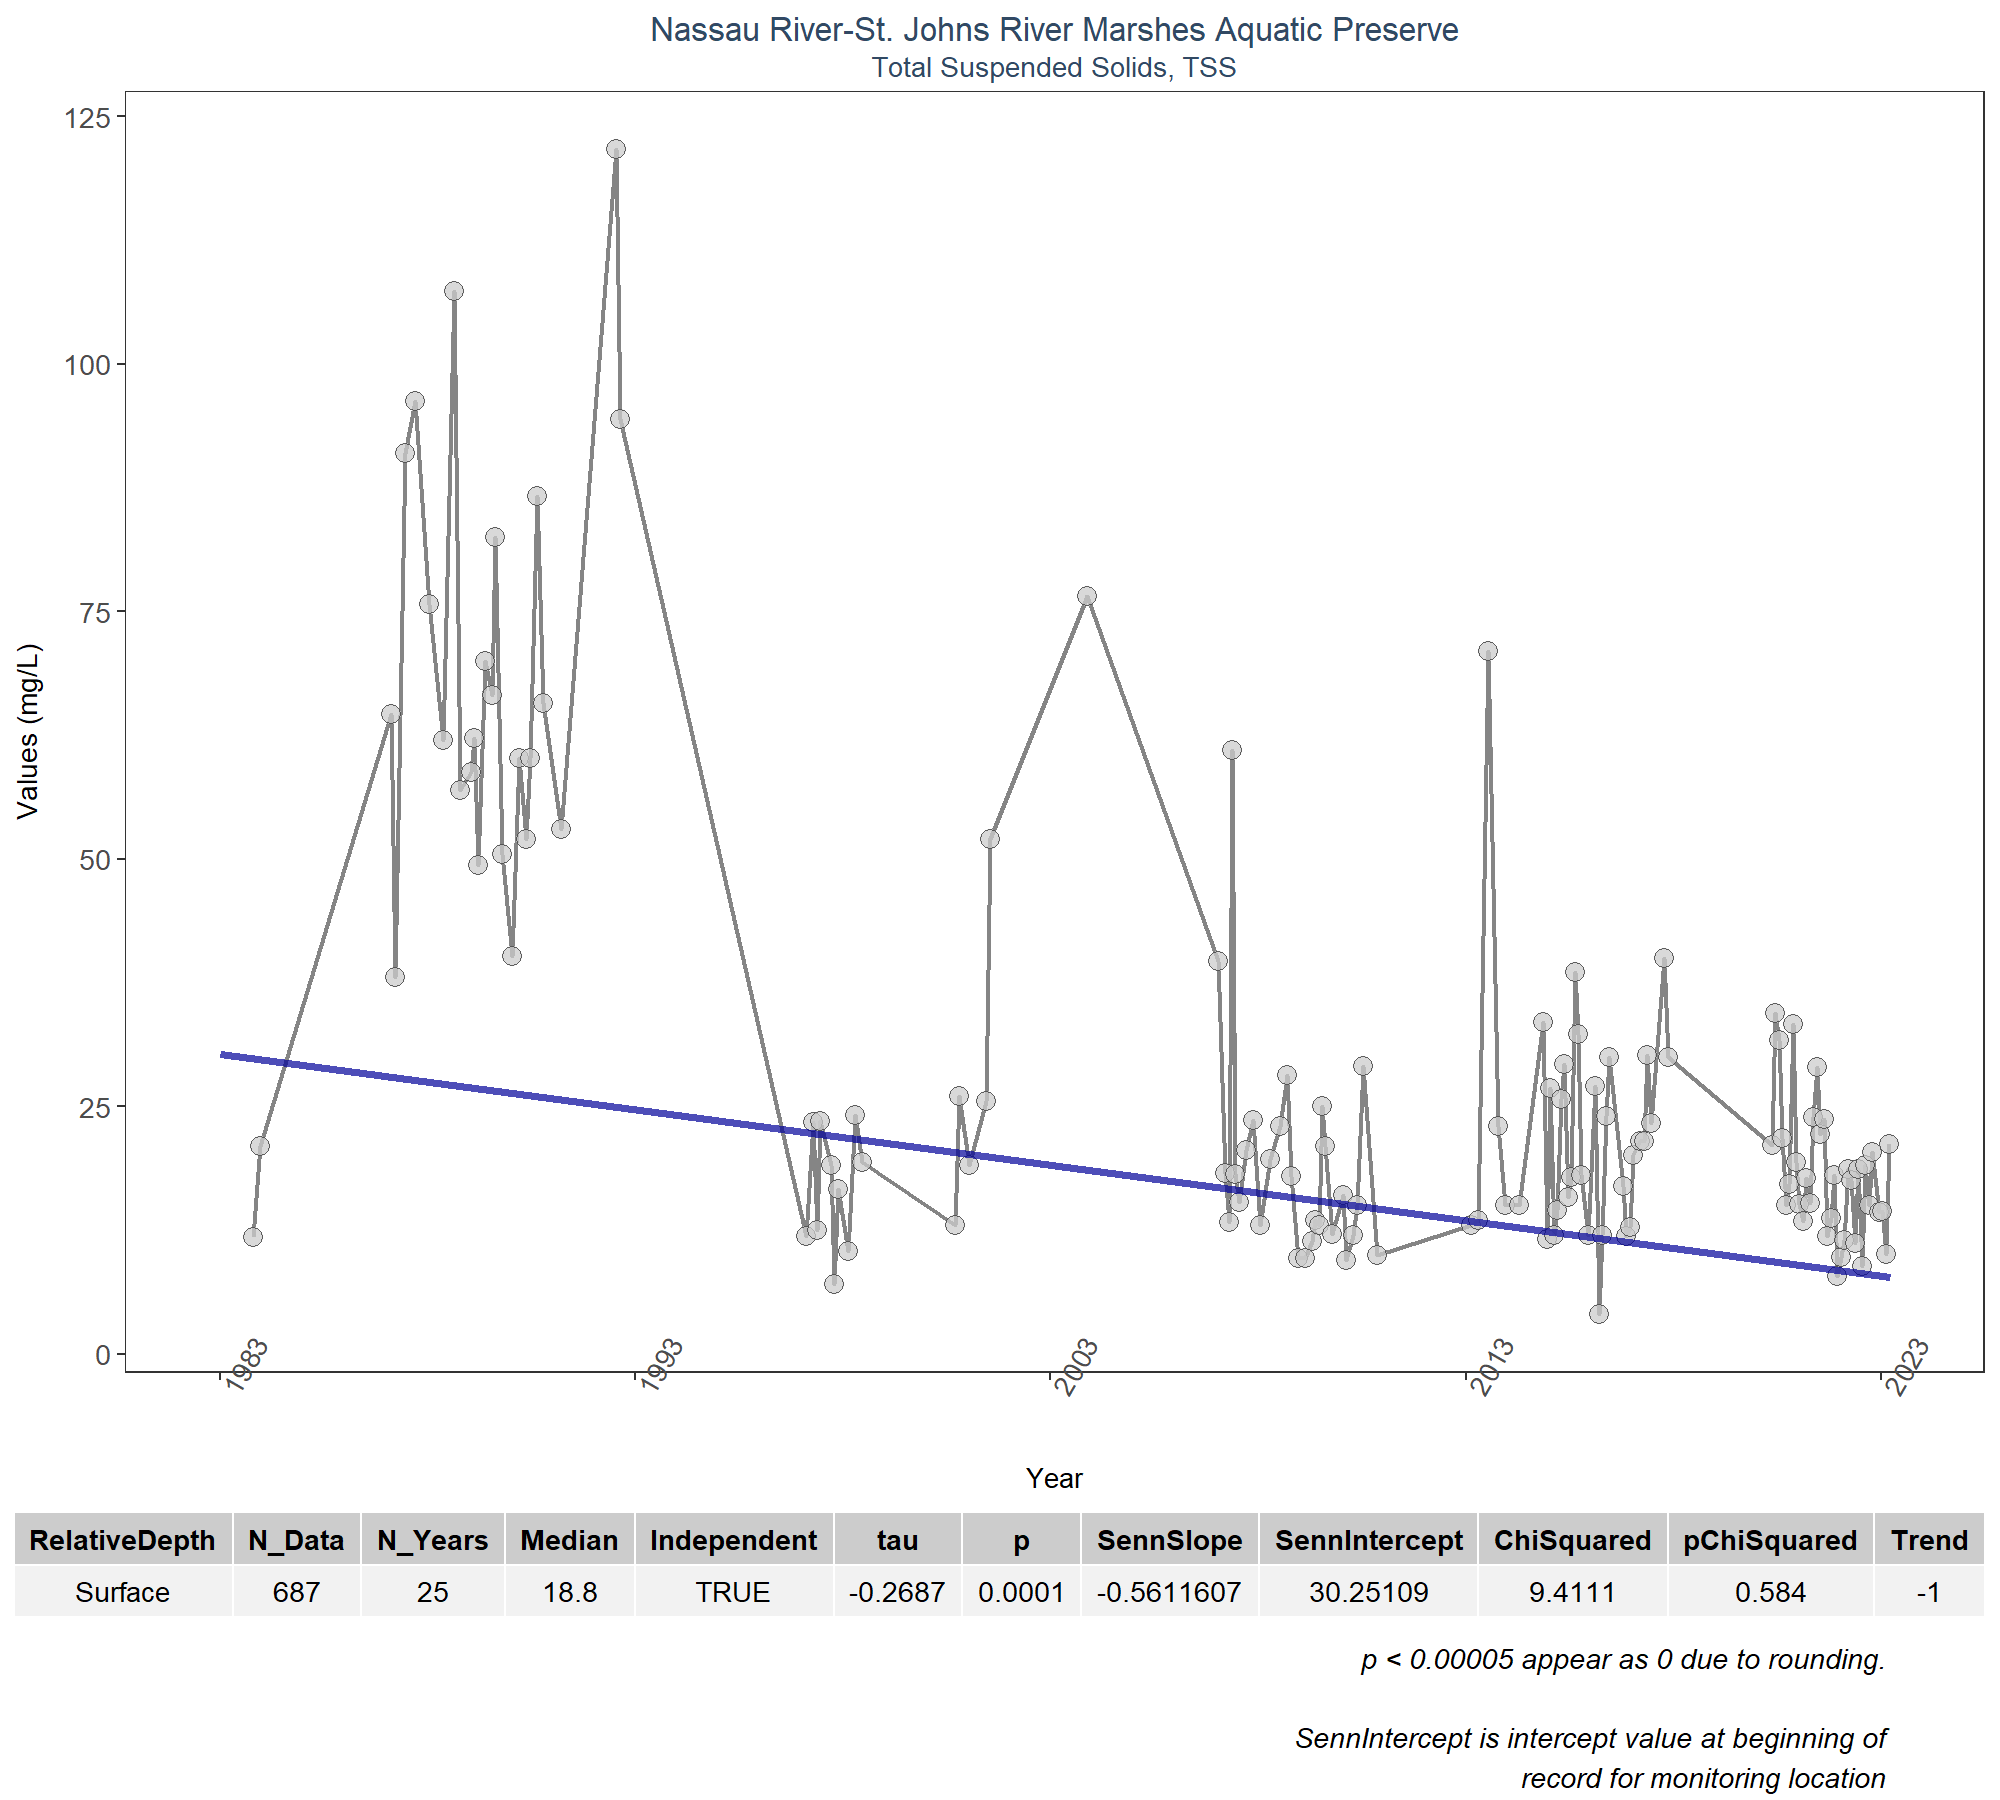 Nassau River-St. Johns River Marshes Aquatic Preserve
Total Suspended Solids, TSS
125
100
75
50
25
0
Values (mg/L)
1983
1993
2003
2013
2023
Year
RelativeDepth N_Data N_Years Median Independent tau p SennSlope SennIntercept ChiSquared pChiSquared Trend
Surface 687 25 18.8 TRUE -0.2687 0.0001 -0.5611607 30.25109 9.4111 0.584 -1
p < 0.00005 appear as 0 due to rounding.
SennIntercept is intercept value at beginning of
record for monitoring location